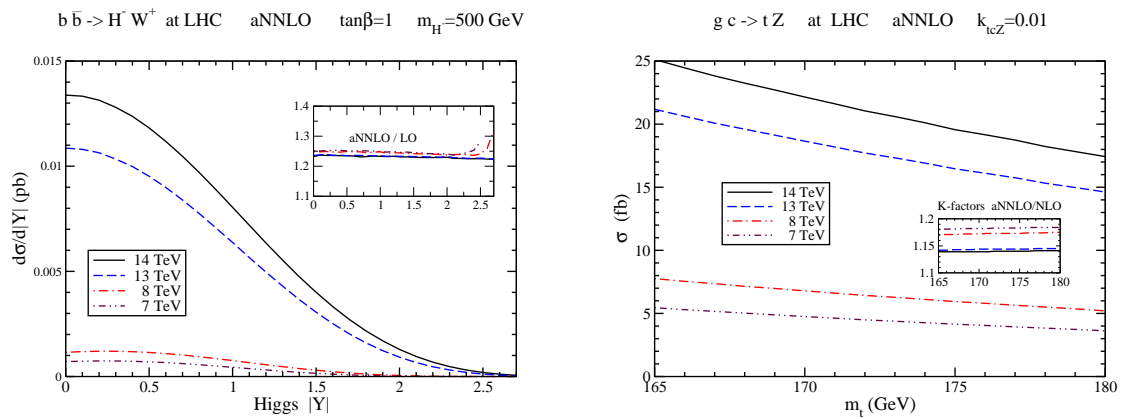 b b̄ -> H⁻ W⁺ at LHC aNNLO tanβ=1 m_H=500 GeV
0.015
0.01
0.005
0
dσ/d|Y| (pb)
1.4
1.3
1.2
1.1
aNNLO / LO
0 0.5 1 1.5 2 2.5
14 TeV
13 TeV
8 TeV
7 TeV
0 0.5 1 1.5 2 2.5
Higgs |Y|
g c -> t Z at LHC aNNLO k_tcZ=0.01
25
20
15
10
5
0
σ (fb)
14 TeV
13 TeV
8 TeV
7 TeV
K-factors aNNLO/NLO
1.2
1.15
1.1
165 170 175 180
165 170 175 180
m_t (GeV)